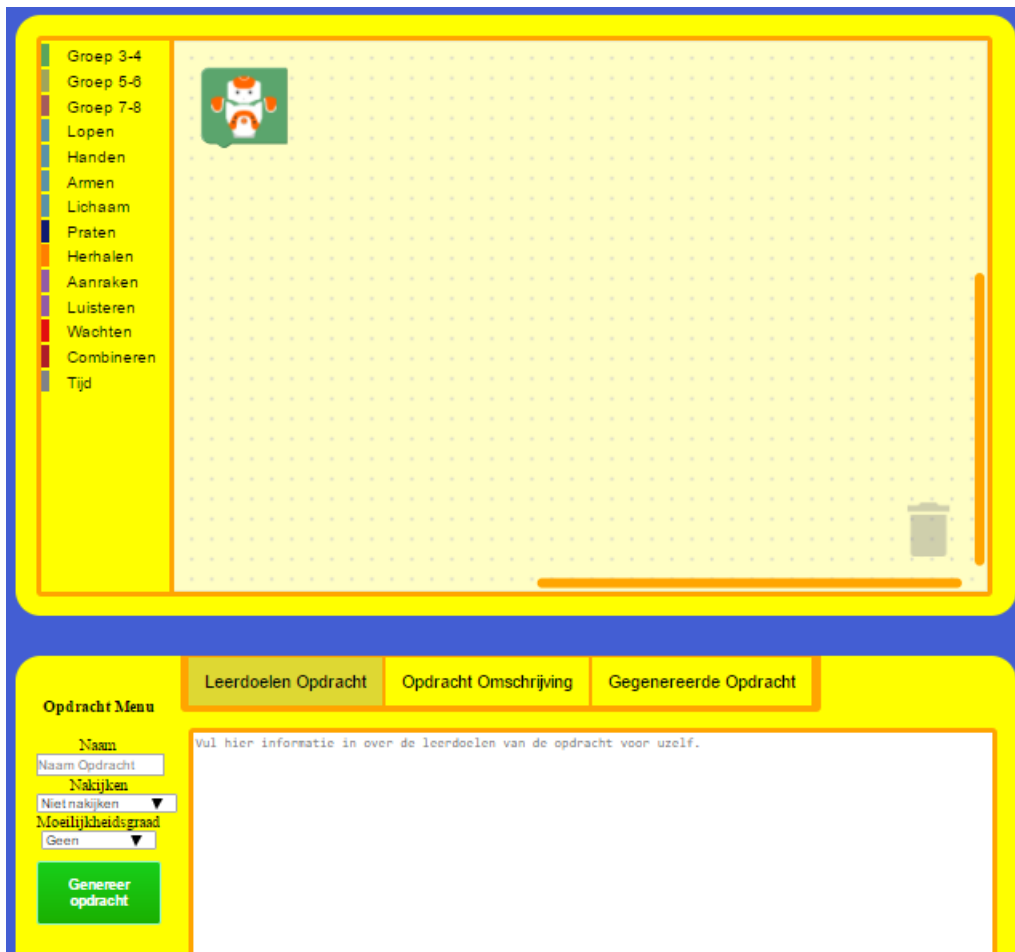 Groep 3-4
Groep 5-6
Groep 7-8
Lopen
Handen
Armen
Lichaam
Praten
Herhalen
Aanraken
Luisteren
Wachten
Combineren
Tijd
Leerdoelen Opdracht
Opdracht Omschrijving
Gegenereerde Opdracht
Opdracht Menu
Naam
Naam Opdracht
Nakijken
Niet nakijken
Moeilijkheidsgraad
Geen
Genereer
opdracht
Vul hier informatie in over de leerdoelen van de opdracht voor uzelf.